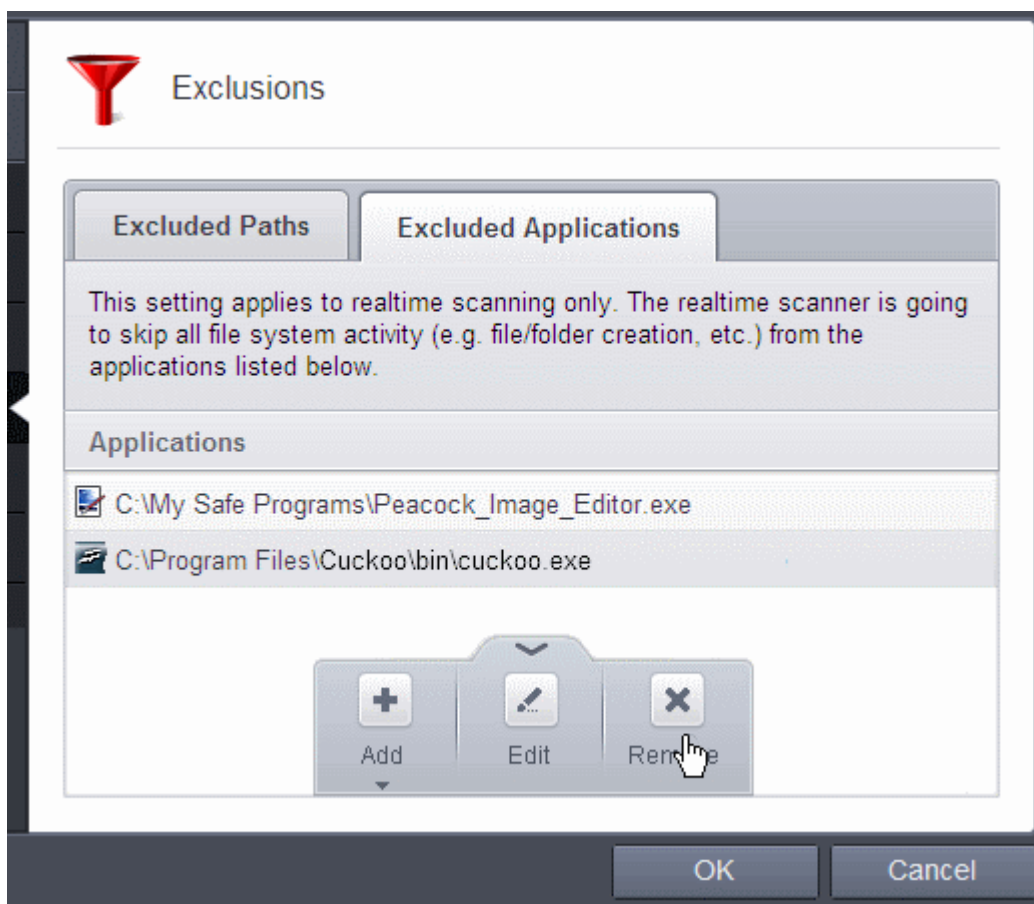 Exclusions
Excluded Paths
Excluded Applications
This setting applies to realtime scanning only. The realtime scanner is going
to skip all file system activity (e.g. file/folder creation, etc.) from the
applications listed below.
Applications
C:\My Safe Programs\Peacock_Image_Editor.exe
C:\Program Files\Cuckoo\bin\cuckoo.exe
Add
Edit
Remove
OK
Cancel